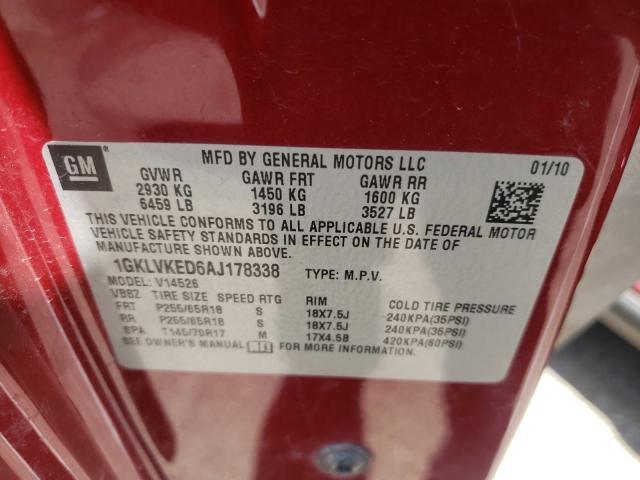 GM ®
MFD BY GENERAL MOTORS LLC 01/10
GVWR GAWR FRT GAWR RR
2930 KG 1450 KG 1600 KG
6459 LB 3196 LB 3527 LB
THIS VEHICLE CONFORMS TO ALL APPLICABLE U.S. FEDERAL MOTOR
VEHICLE SAFETY STANDARDS IN EFFECT ON THE DATE OF
MANUFACTURE SHOWN ABOVE.
1GKLVKED6AJ178338 TYPE: M.P.V.
MODEL: V14526
VBBZ TIRE SIZE SPEED RTG RIM COLD TIRE PRESSURE
FRT P255/65R18 S 18X7.5J 240KPA(35PSI)
RR P255/65R18 S 18X7.5J 240KPA(35PSI)
SPA T145/70R17 M 17X4.5B 420KPA(60PSI)
SEE OWNER'S MANUAL FOR MORE INFORMATION.